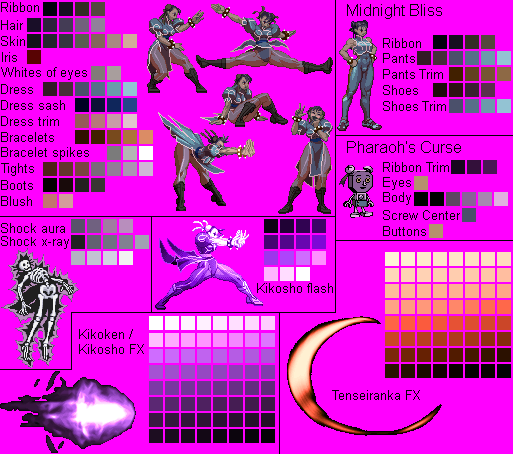 Ribbon
Hair
Skin
Iris
Whites of eyes
Dress
Dress sash
Dress trim
Bracelets
Bracelet spikes
Tights
Boots
Blush
Midnight Bliss
Ribbon
Pants
Pants Trim
Shoes
Shoes Trim
Pharaoh's Curse
Ribbon Trim
Eyes
Body
Screw Center
Buttons
Shock aura
Shock x-ray
Kikosho flash
Kikoken /
Kikosho FX
Tenseiranka FX